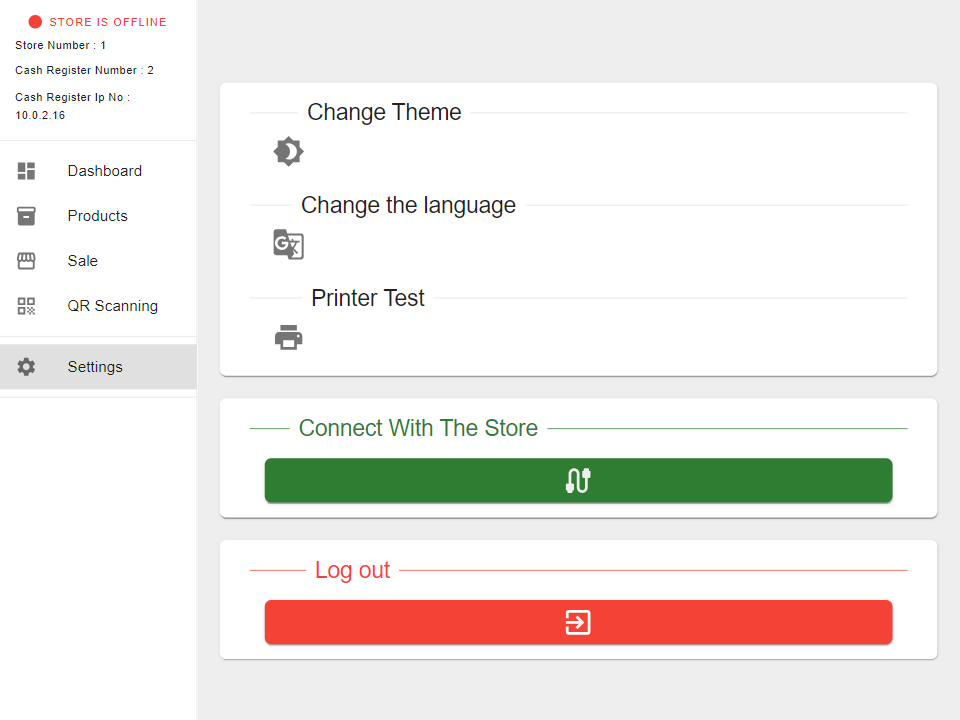 STORE IS OFFLINE
Store Number : 1
Cash Register Number : 2
Cash Register Ip No :
10.0.2.16
Dashboard
Products
Sale
QR Scanning
Settings
Change Theme
Change the language
Printer Test
Connect With The Store
Log out